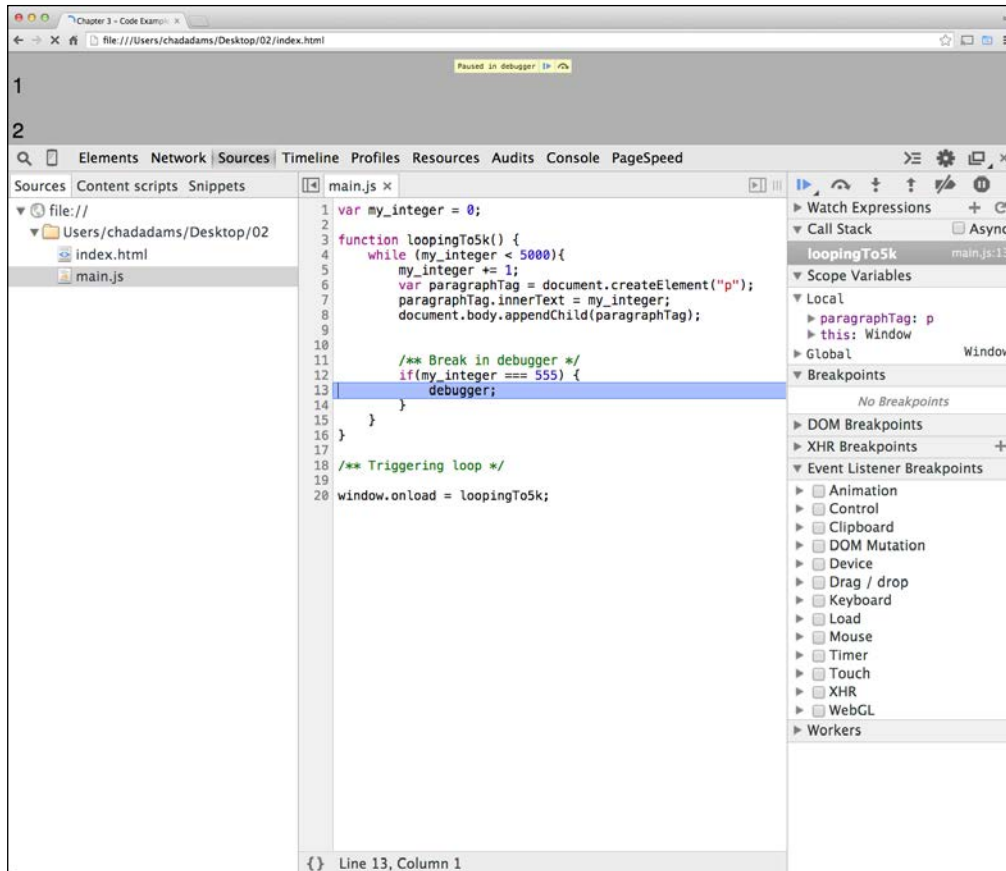 Chapter 3 - Code Exampl
file:///Users/chadadams/Desktop/02/index.html
Paused in debugger
1
2
Elements Network Sources Timeline Profiles Resources Audits Console PageSpeed
Sources Content scripts Snippets
file://
Users/chadadams/Desktop/02
index.html
main.js
main.js ×
1 var my_integer = 0;
2
3 function loopingTo5k() {
4 while (my_integer < 5000){
5 my_integer += 1;
6 var paragraphTag = document.createElement("p");
7 paragraphTag.innerText = my_integer;
8 document.body.appendChild(paragraphTag);
9
10
11 /** Break in debugger */
12 if(my_integer === 555) {
13 debugger;
14 }
15 }
16 }
17
18 /** Triggering loop */
19
20 window.onload = loopingTo5k;
{} Line 13, Column 1
Watch Expressions
Call Stack Async
loopingTo5k main.js:13
Scope Variables
Local
paragraphTag: p
this: Window
Global Window
Breakpoints
No Breakpoints
DOM Breakpoints
XHR Breakpoints
Event Listener Breakpoints
Animation
Control
Clipboard
DOM Mutation
Device
Drag / drop
Keyboard
Load
Mouse
Timer
Touch
XHR
WebGL
Workers